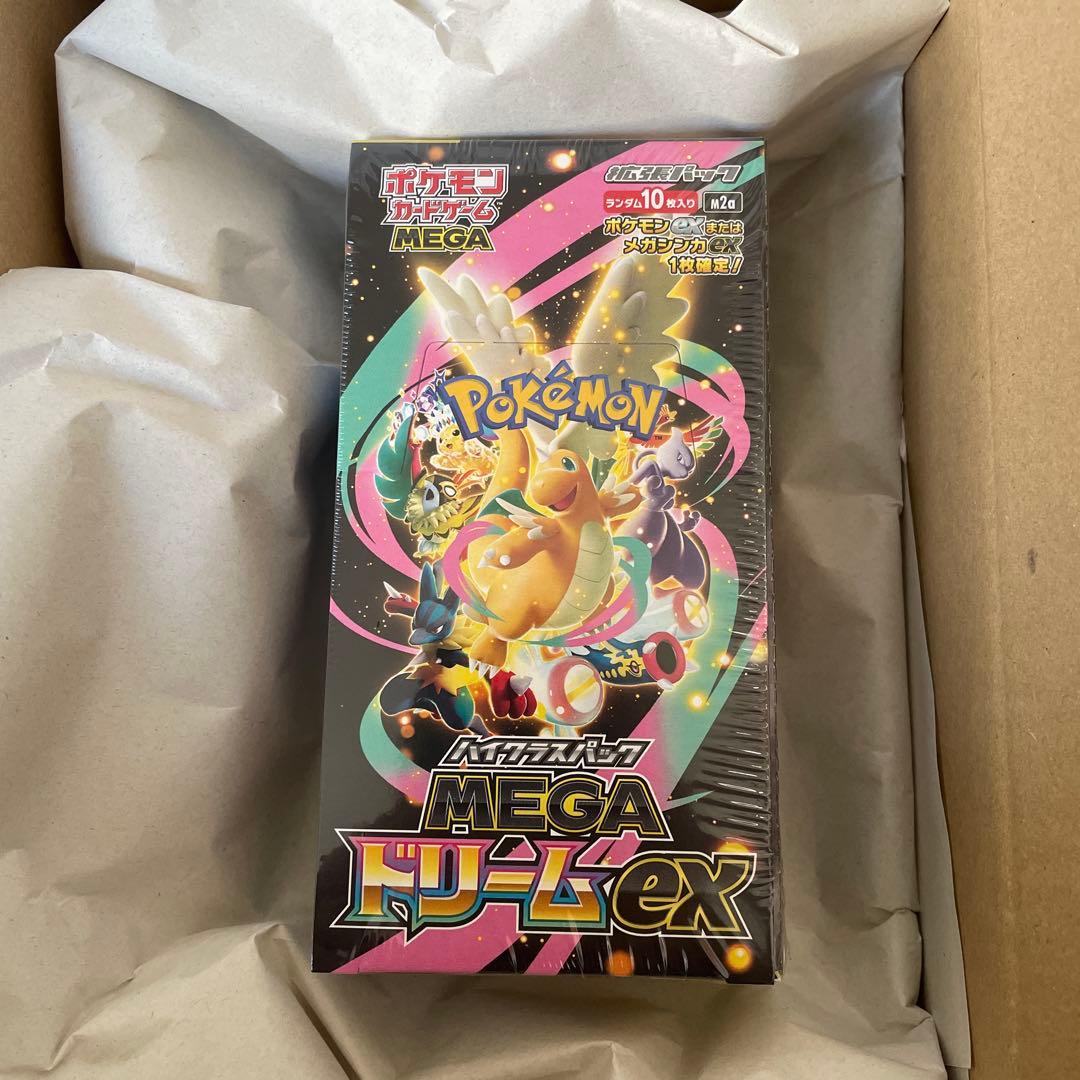 ポケモン
カードゲーム
MEGA
拡張パック
ランダム10枚入り M2a
ポケモンexまたは
メガシンカex
1枚確定!
POKéMON
TM
ハイクラスパック
MEGA
ドリームex